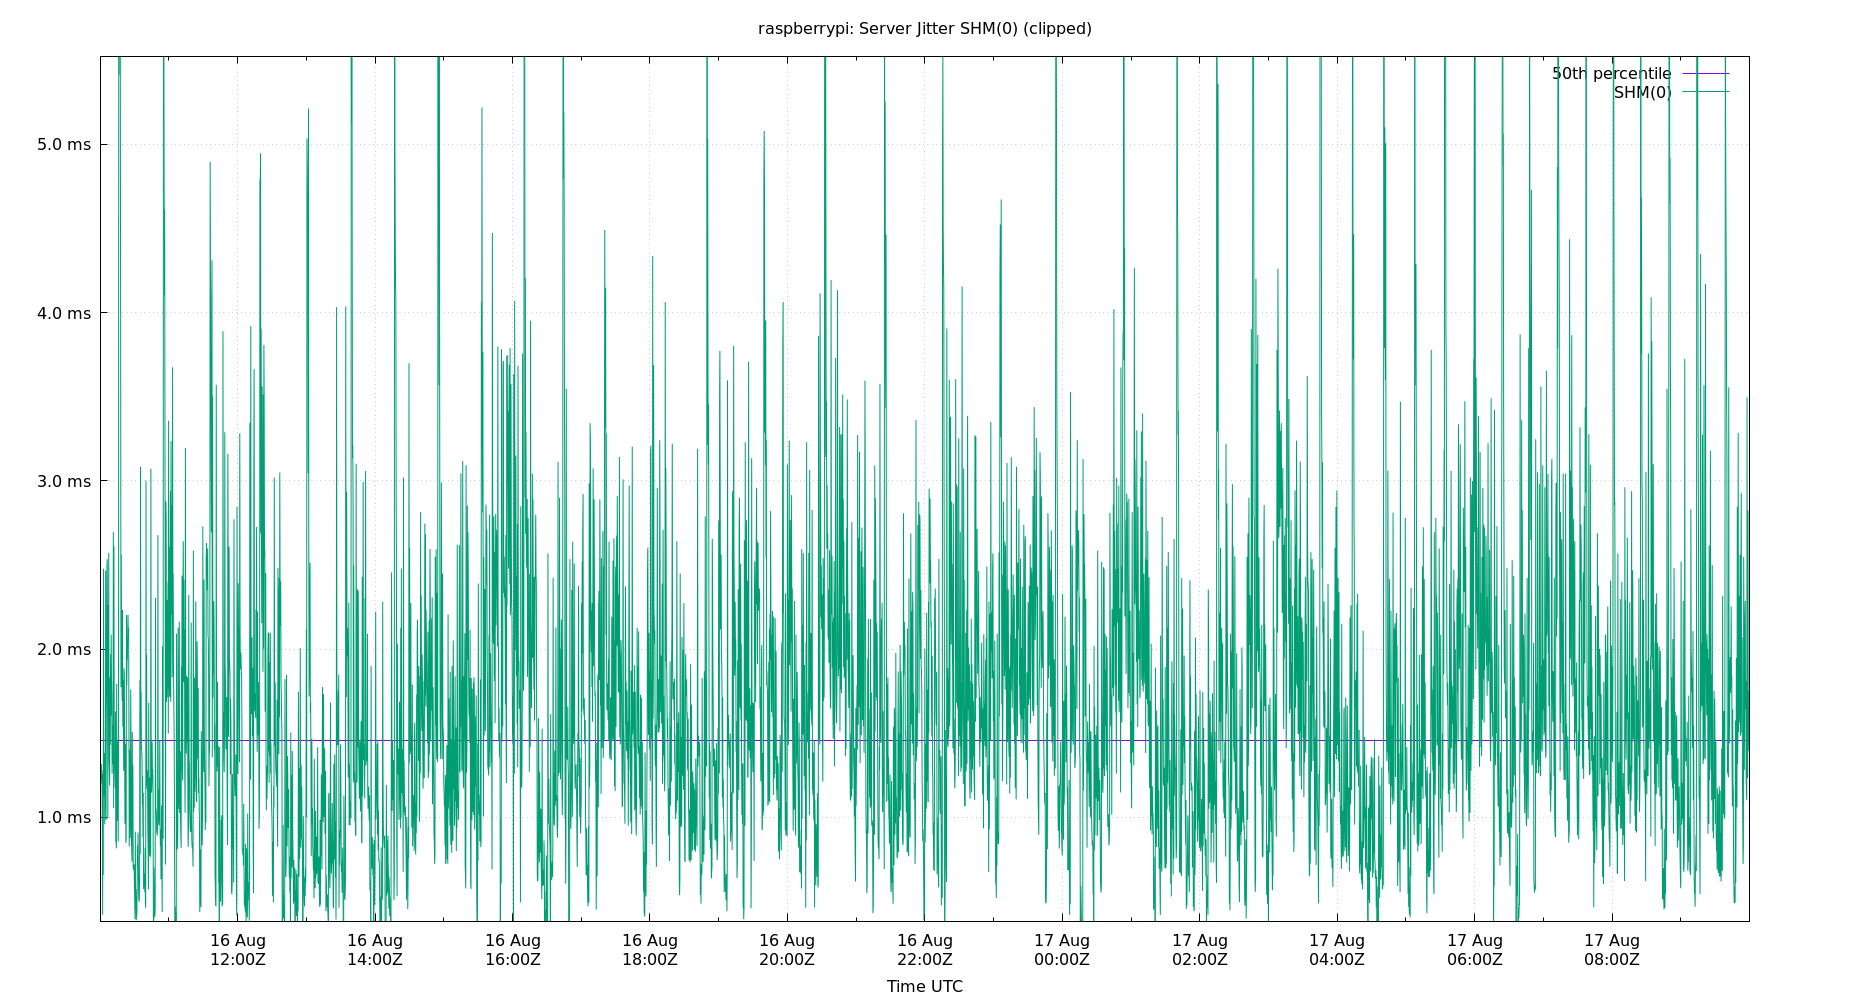 raspberrypi: Server Jitter SHM(0) (clipped)
50th percentile
SHM(0)
5.0 ms
4.0 ms
3.0 ms
2.0 ms
1.0 ms
16 Aug 16 Aug 16 Aug 16 Aug 16 Aug 16 Aug 17 Aug 17 Aug 17 Aug 17 Aug 17 Aug
12:00Z 14:00Z 16:00Z 18:00Z 20:00Z 22:00Z 00:00Z 02:00Z 04:00Z 06:00Z 08:00Z
Time UTC